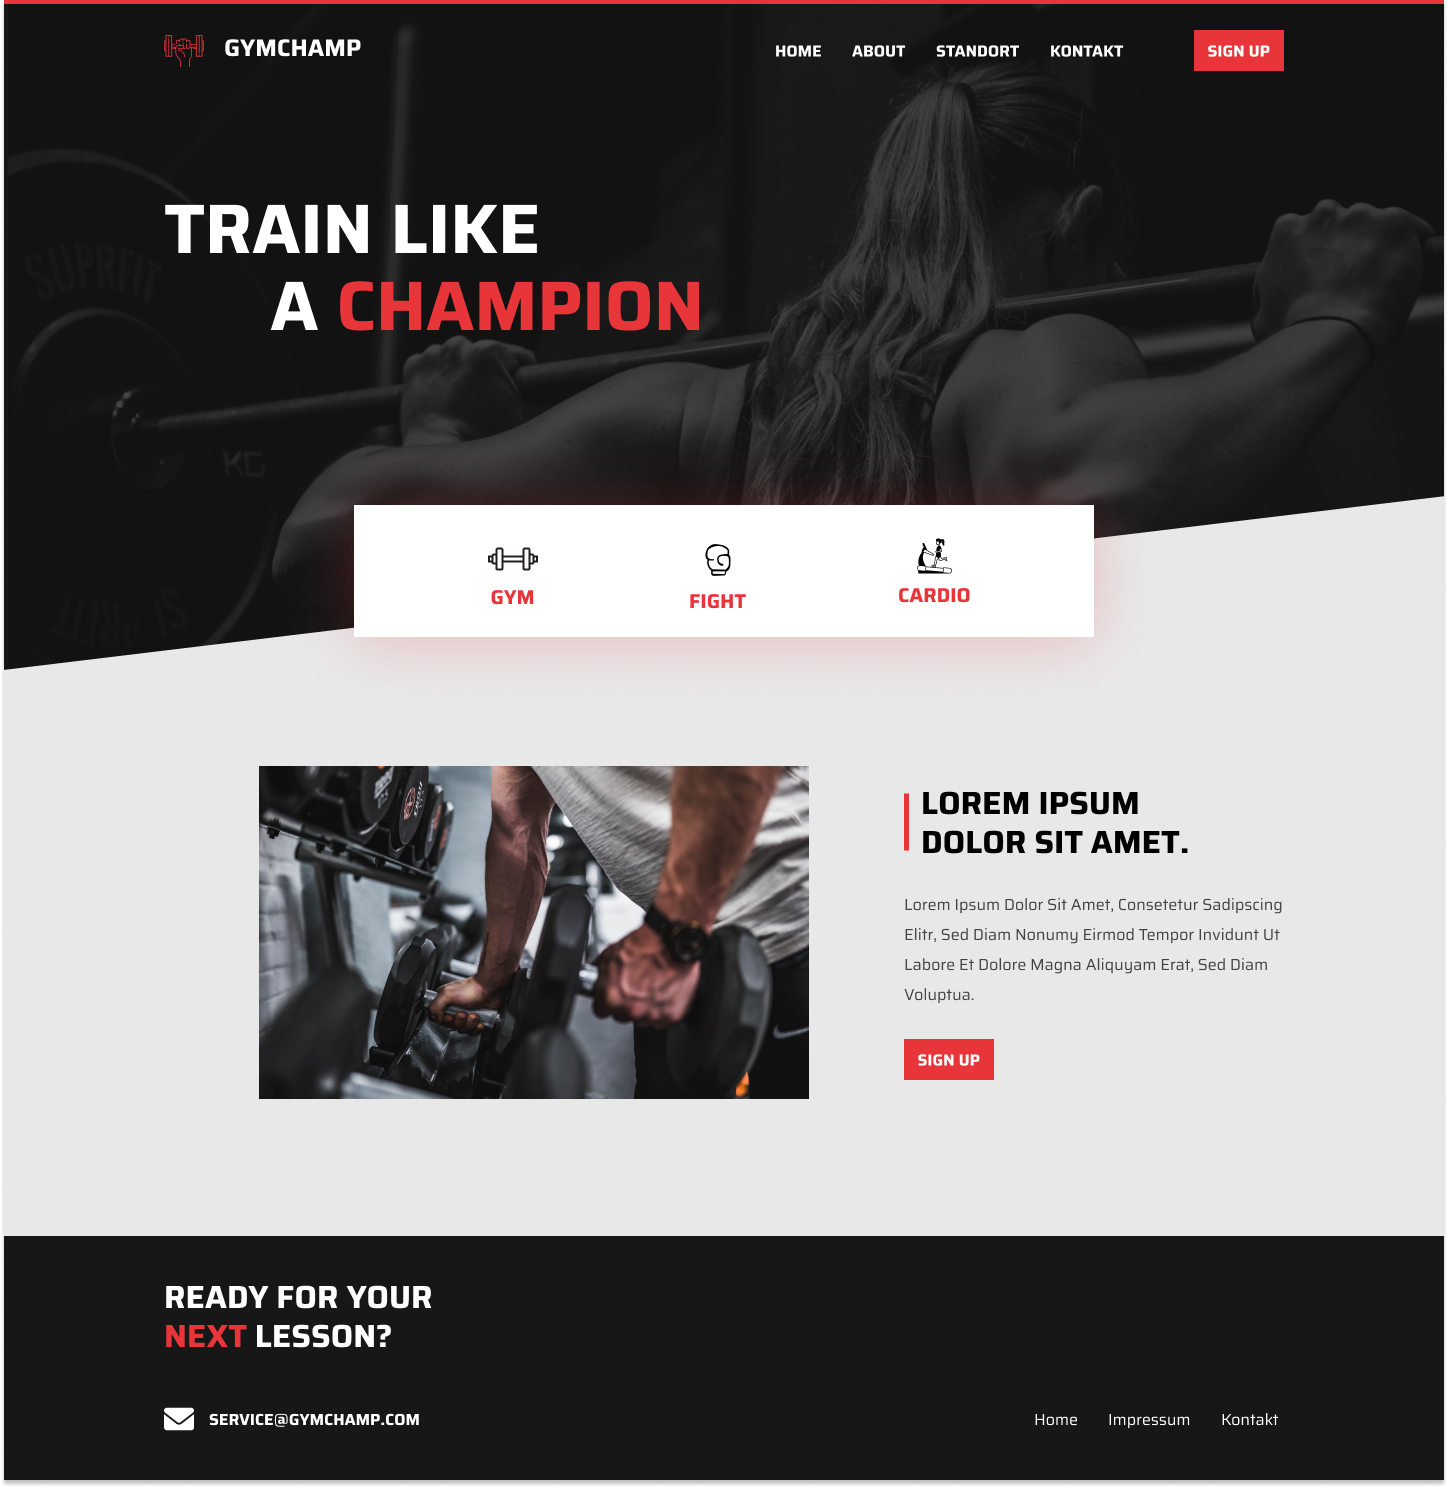 GYMCHAMP
HOME ABOUT STANDORT KONTAKT SIGN UP
TRAIN LIKE
A CHAMPION
SUPRFIT
KG
GYM FIGHT CARDIO
LOREM IPSUM
DOLOR SIT AMET.
Lorem Ipsum Dolor Sit Amet, Consetetur Sadipscing
Elitr, Sed Diam Nonumy Eirmod Tempor Invidunt Ut
Labore Et Dolore Magna Aliquyam Erat, Sed Diam
Voluptua.
SIGN UP
READY FOR YOUR
NEXT LESSON?
SERVICE@GYMCHAMP.COM
Home Impressum Kontakt